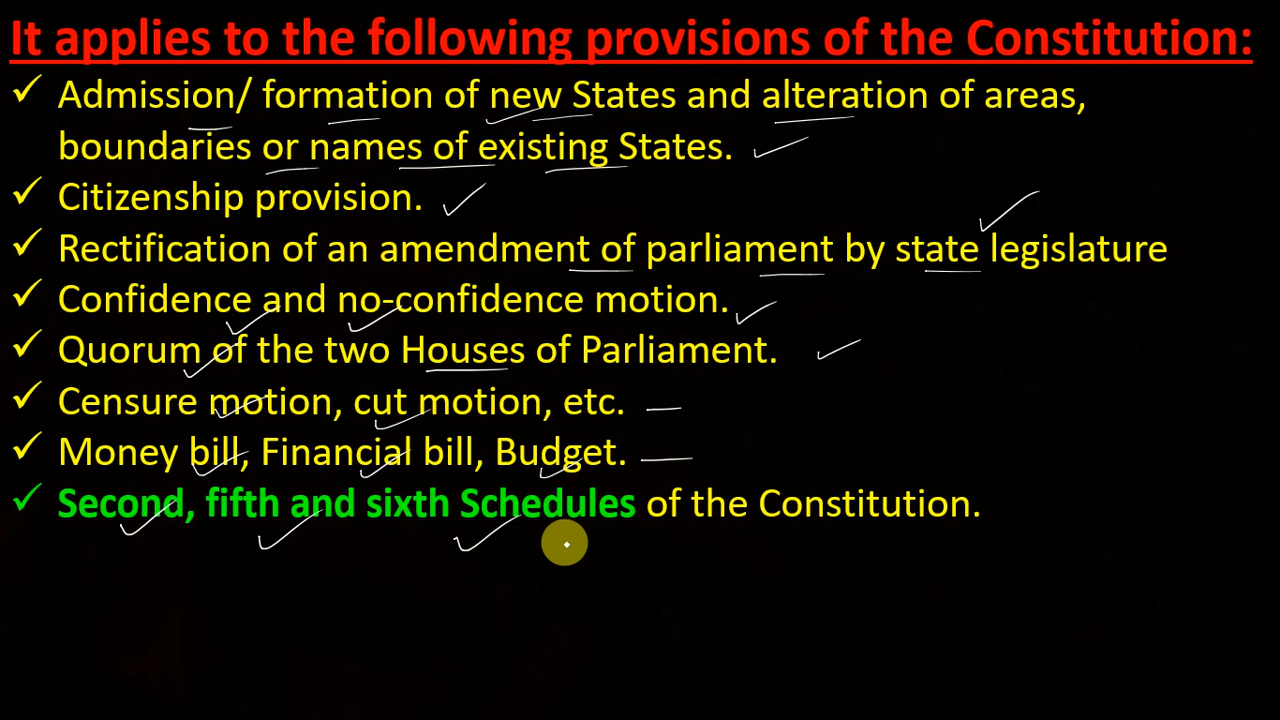 It applies to the following provisions of the Constitution:
✓ Admission/ formation of new States and alteration of areas,
boundaries or names of existing States.
✓ Citizenship provision.
✓ Rectification of an amendment of parliament by state legislature
✓ Confidence and no-confidence motion.
✓ Quorum of the two Houses of Parliament.
✓ Censure motion, cut motion, etc.
✓ Money bill, Financial bill, Budget.
✓ Second, fifth and sixth Schedules of the Constitution.